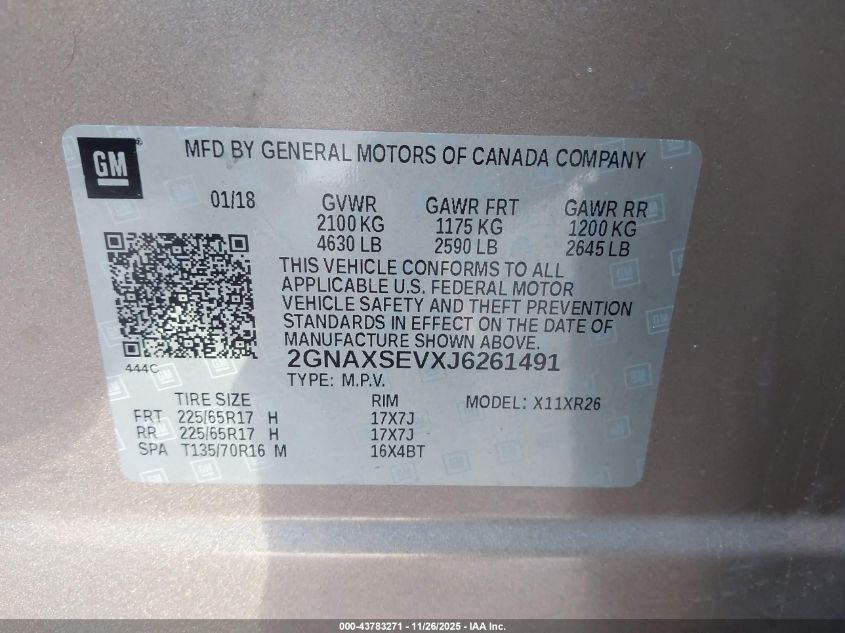 GM
MFD BY GENERAL MOTORS OF CANADA COMPANY
01/18 GVWR GAWR FRT GAWR RR
2100 KG 1175 KG 1200 KG
4630 LB 2590 LB 2645 LB
THIS VEHICLE CONFORMS TO ALL
APPLICABLE U.S. FEDERAL MOTOR
VEHICLE SAFETY AND THEFT PREVENTION
STANDARDS IN EFFECT ON THE DATE OF
MANUFACTURE SHOWN ABOVE.
444C
2GNAXSEVXJ6261491
TYPE: M.P.V.
TIRE SIZE RIM MODEL: X11XR26
FRT 225/65R17 H 17X7J
RR 225/65R17 H 17X7J
SPA T135/70R16 M 16X4BT
000-43783271 - 11/26/2025 - IAA Inc.